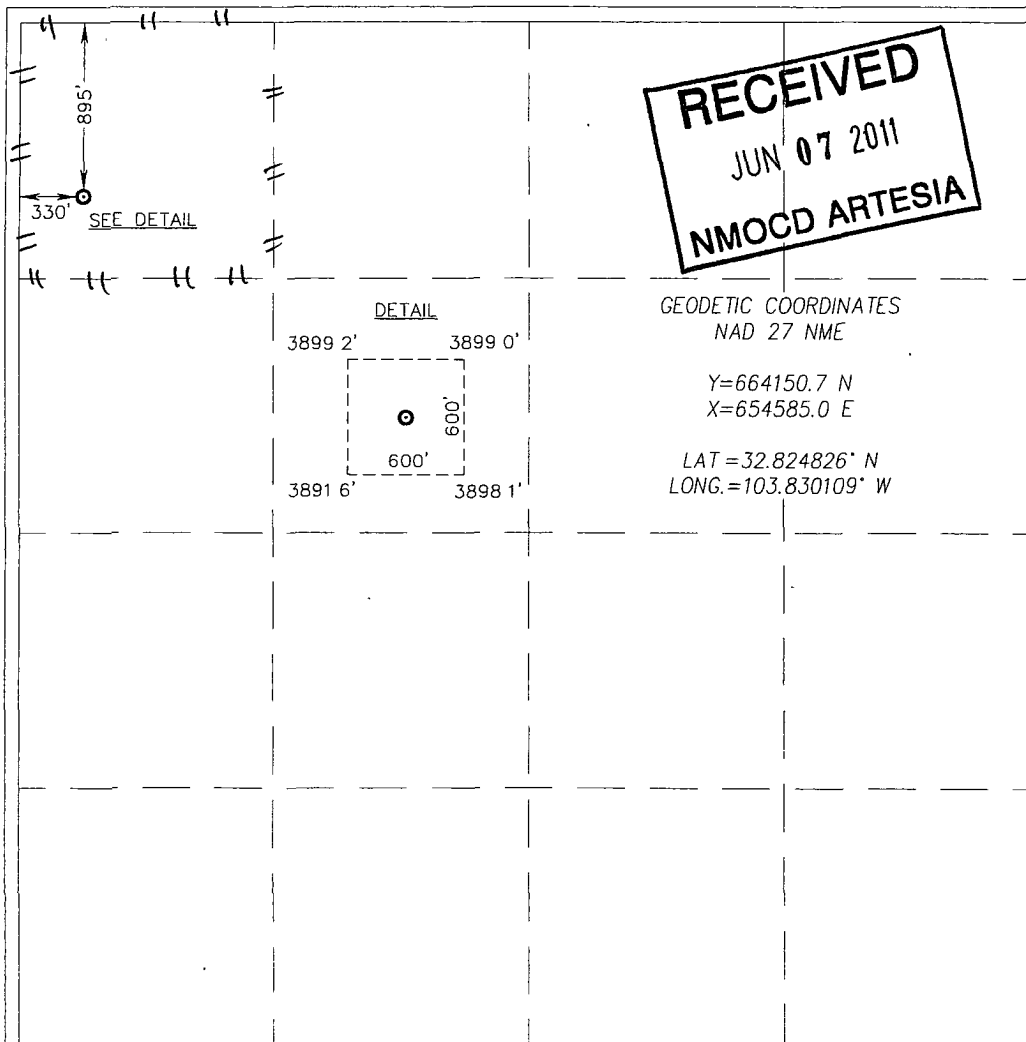 895'
330'
SEE DETAIL
RECEIVED
JUN 07 2011
NMOCD ARTESIA
DETAIL
3899 2'
3899 0'
600'
600'
3891 6'
3898 1'
GEODETIC COORDINATES
NAD 27 NME
Y=664150.7 N
X=654585.0 E
LAT=32.824826° N
LONG.=103.830109° W